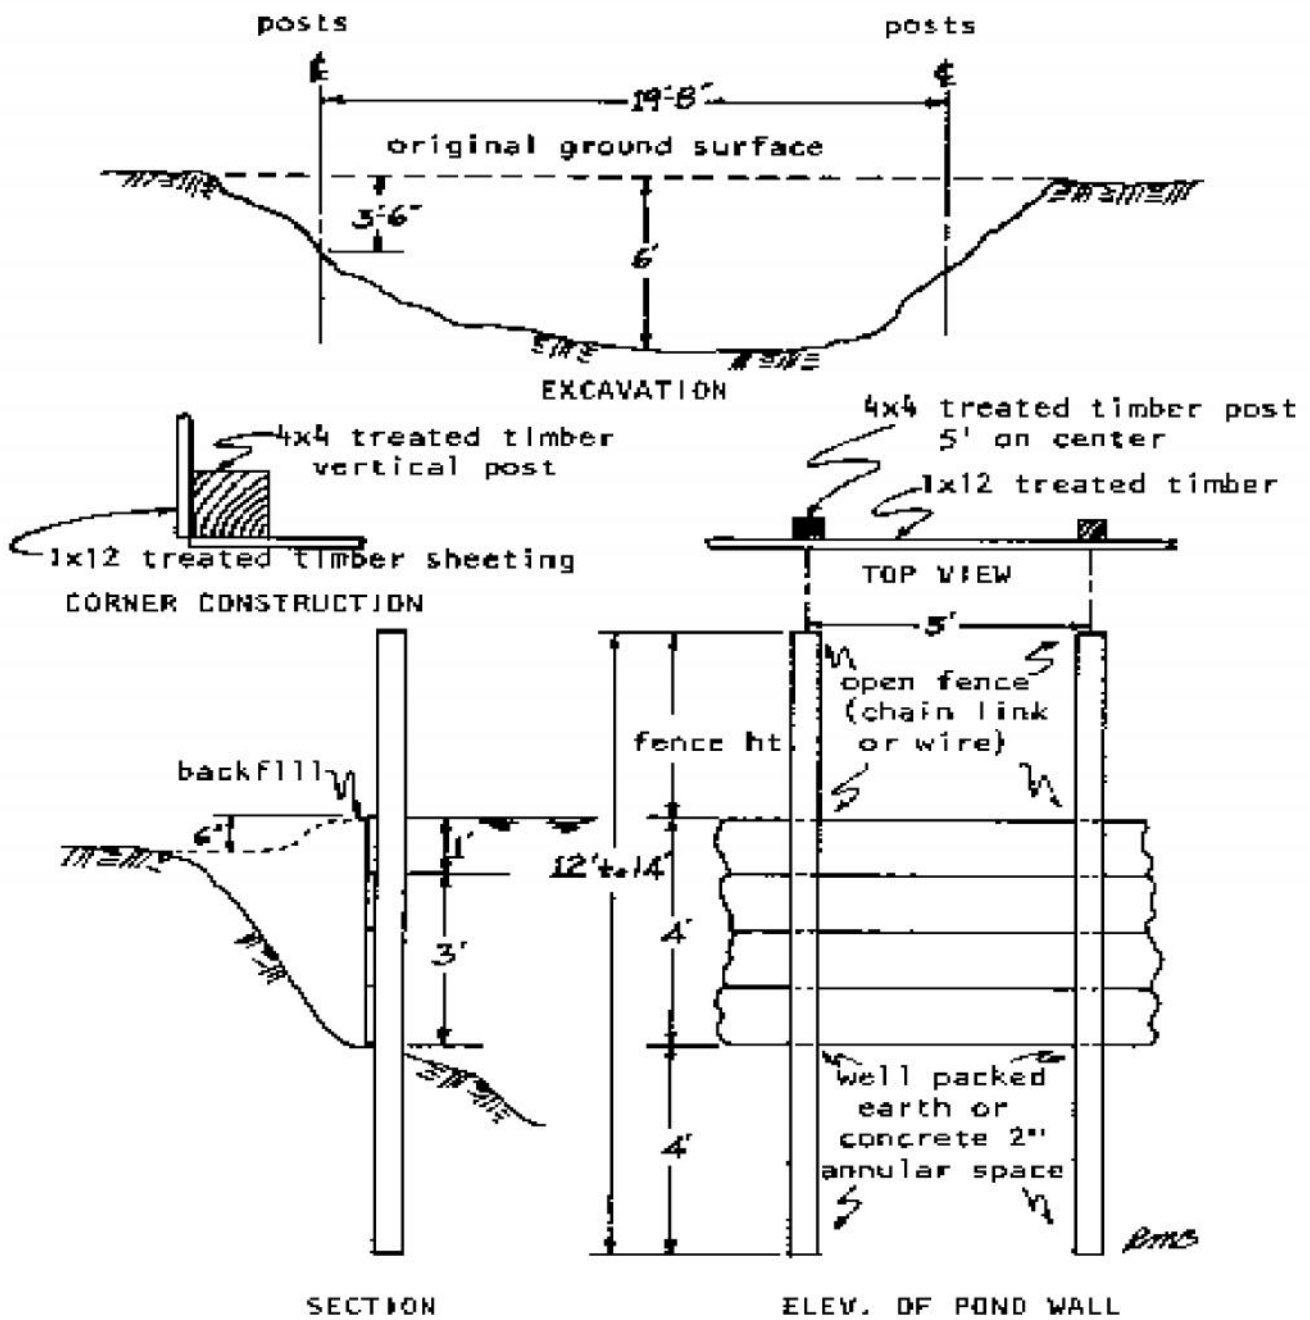 posts
posts
℄
℄
19'-8"
original ground surface
3'-6"
6'
EXCAVATION
4x4 treated timber
vertical post
1x12 treated timber sheeting
CORNER CONSTRUCTION
4x4 treated timber post
5' on center
1x12 treated timber
TOP VIEW
5'
open fence
(chain link
or wire)
fence ht.
backfill
6"
1'
12' to 14'
3'
4'
well packed
earth or
concrete 2"
annular space
4'
RMB
SECTION
ELEV. OF POND WALL